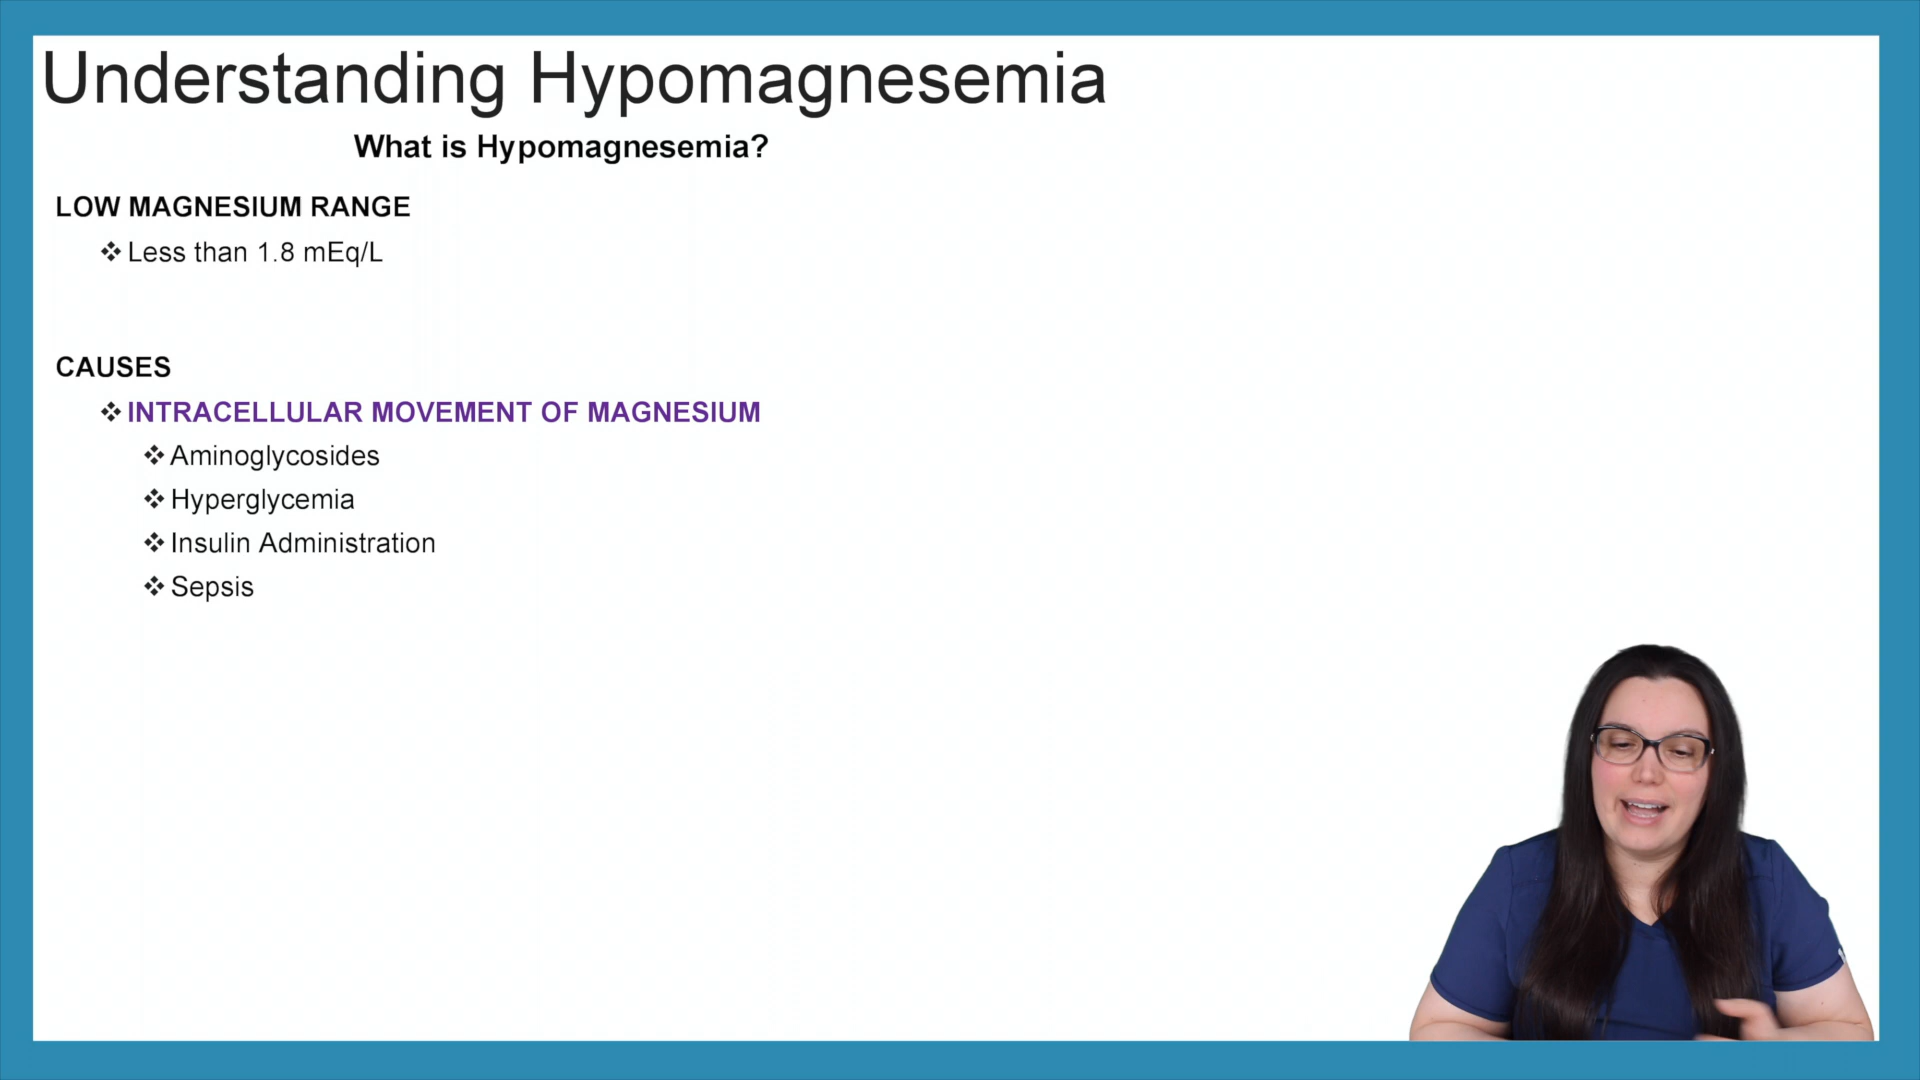 Understanding Hypomagnesemia
What is Hypomagnesemia?
LOW MAGNESIUM RANGE
❖ Less than 1.8 mEq/L
CAUSES
❖ INTRACELLULAR MOVEMENT OF MAGNESIUM
❖ Aminoglycosides
❖ Hyperglycemia
❖ Insulin Administration
❖ Sepsis